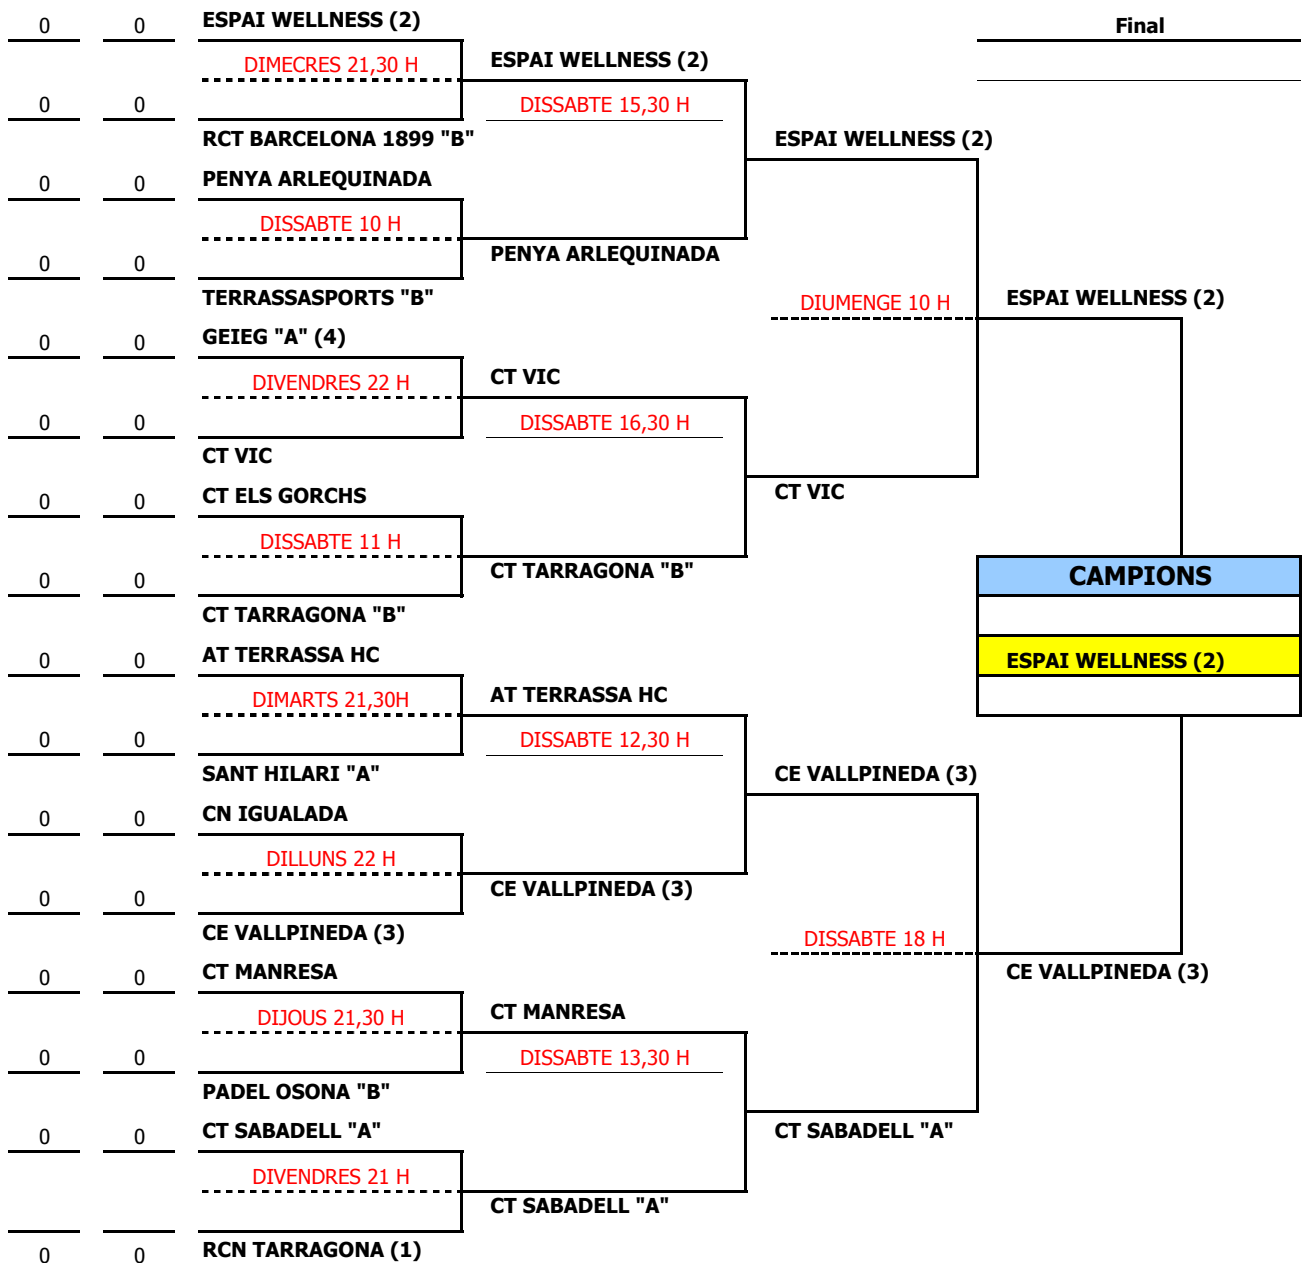 0 0 ESPAI WELLNESS (2) Final
DIMECRES 21,30 H ESPAI WELLNESS (2)
0 0 DISSABTE 15,30 H
RCT BARCELONA 1899 "B" ESPAI WELLNESS (2)
0 0 PENYA ARLEQUINADA
DISSABTE 10 H
PENYA ARLEQUINADA
0 0
TERRASSASPORTS "B" DIUMENGE 10 H ESPAI WELLNESS (2)
0 0 GEIEG "A" (4)
DIVENDRES 22 H CT VIC
0 0 DISSABTE 16,30 H
CT VIC
0 0 CT ELS GORCHS CT VIC
DISSABTE 11 H
0 0 CT TARRAGONA "B" CAMPIONS
CT TARRAGONA "B"
0 0 AT TERRASSA HC ESPAI WELLNESS (2)
DIMARTS 21,30H AT TERRASSA HC
0 0 DISSABTE 12,30 H
SANT HILARI "A" CE VALLPINEDA (3)
0 0 CN IGUALADA
DILLUNS 22 H
0 0 CE VALLPINEDA (3)
CE VALLPINEDA (3) DISSABTE 18 H
0 0 CT MANRESA CE VALLPINEDA (3)
DIJOUS 21,30 H CT MANRESA
0 0 DISSABTE 13,30 H
PADEL OSONA "B"
0 0 CT SABADELL "A" CT SABADELL "A"
DIVENDRES 21 H
CT SABADELL "A"
0 0 RCN TARRAGONA (1)